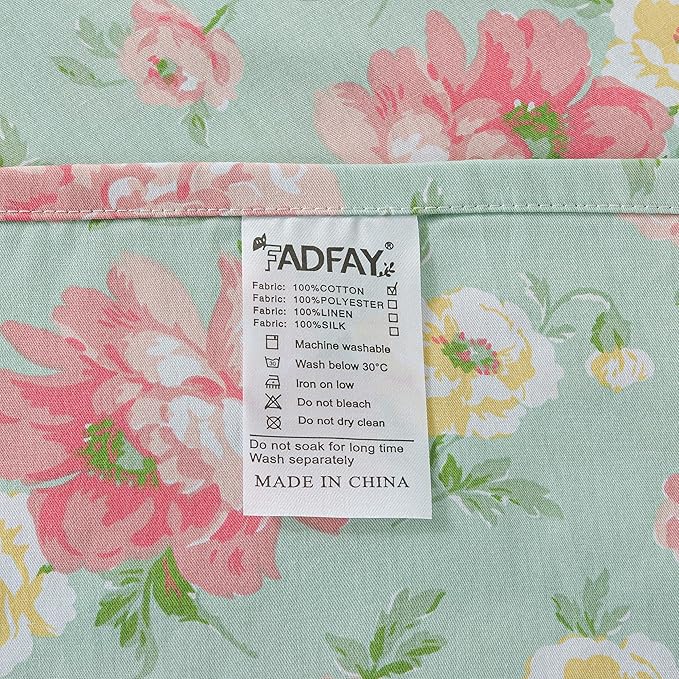 FADFAY®
Fabric: 100%COTTON
Fabric: 100%POLYESTER
Fabric: 100%LINEN
Fabric: 100%SILK
Machine washable
30
Wash below 30°C
Iron on low
Do not bleach
Do not dry clean
Do not soak for long time
Wash separately
MADE IN CHINA